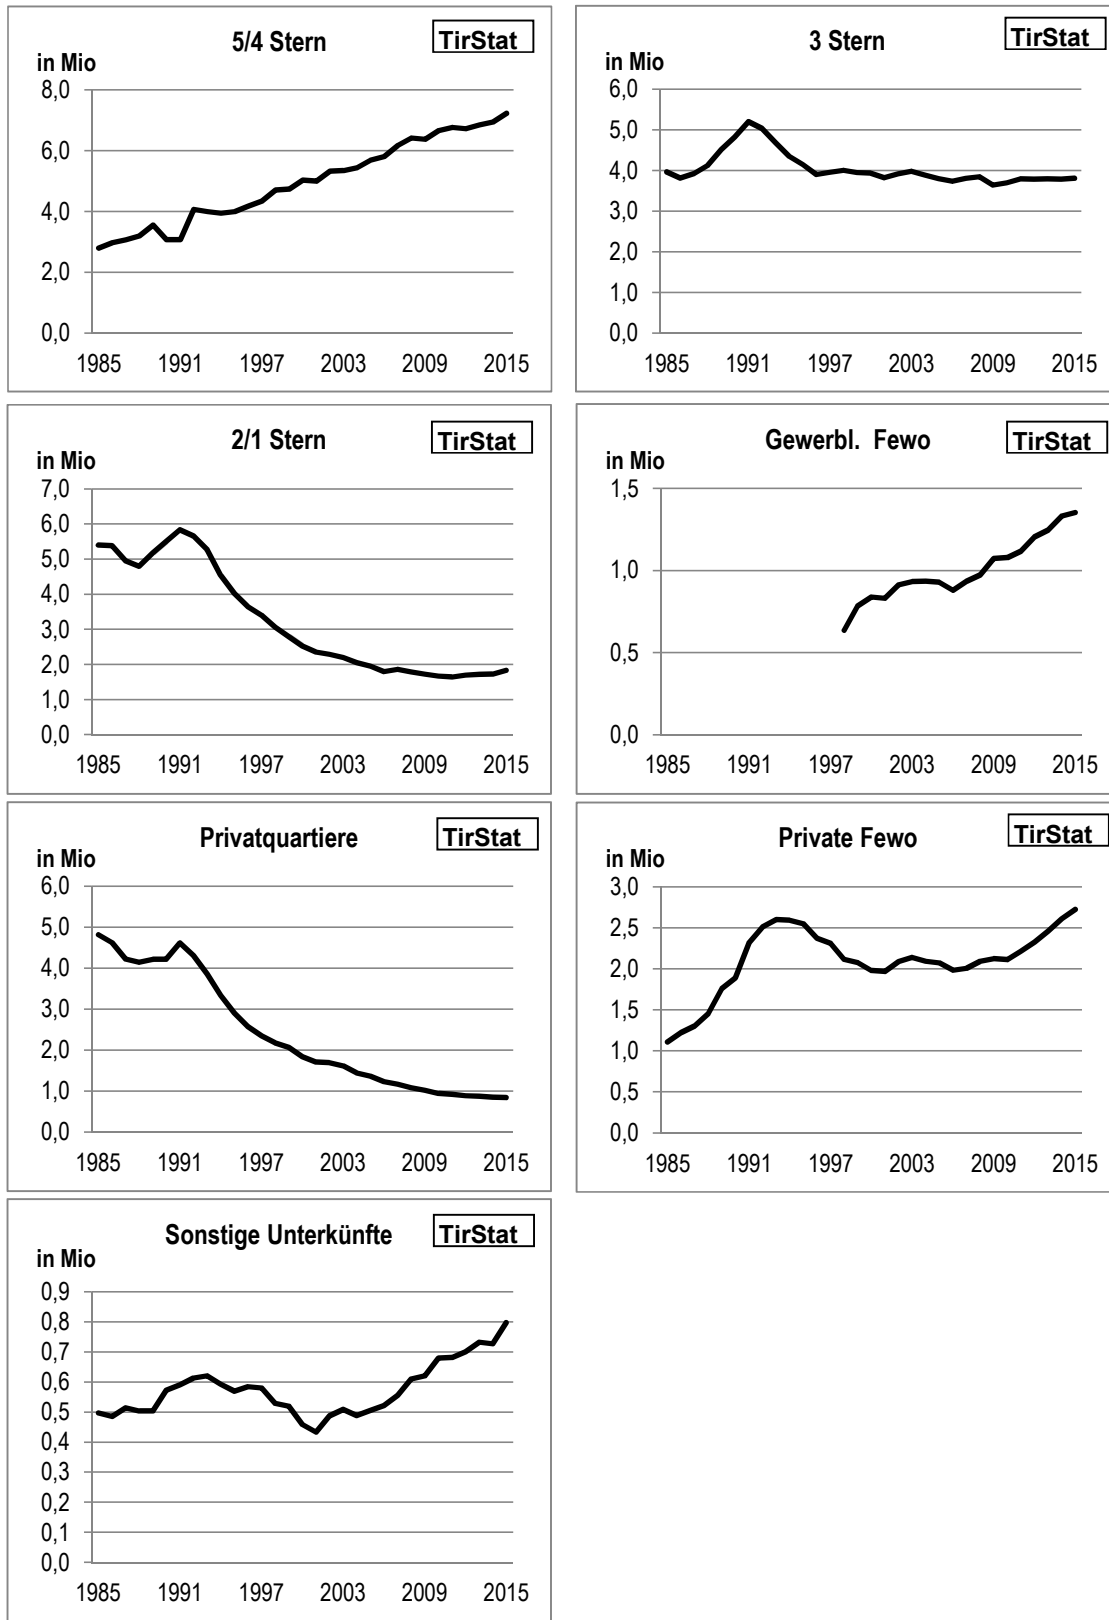 5/4 Stern
TirStat
in Mio
8,0
6,0
4,0
2,0
0,0
1985 1991 1997 2003 2009 2015
3 Stern
TirStat
in Mio
6,0
5,0
4,0
3,0
2,0
1,0
0,0
1985 1991 1997 2003 2009 2015
2/1 Stern
TirStat
in Mio
7,0
6,0
5,0
4,0
3,0
2,0
1,0
0,0
1985 1991 1997 2003 2009 2015
Gewerbl. Fewo
TirStat
in Mio
1,5
1,0
0,5
0,0
1985 1991 1997 2003 2009 2015
Privatquartiere
TirStat
in Mio
6,0
5,0
4,0
3,0
2,0
1,0
0,0
1985 1991 1997 2003 2009 2015
Private Fewo
TirStat
in Mio
3,0
2,5
2,0
1,5
1,0
0,5
0,0
1985 1991 1997 2003 2009 2015
Sonstige Unterkünfte
TirStat
in Mio
0,9
0,8
0,7
0,6
0,5
0,4
0,3
0,2
0,1
0,0
1985 1991 1997 2003 2009 2015